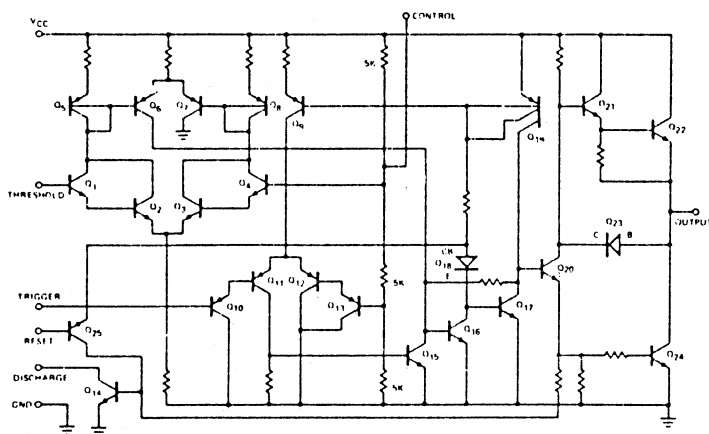 CONTROL
VCC
5K
Q5
Q6
Q7
Q8
Q9
Q19
Q21
Q22
Q1
Q2
Q3
Q4
THRESHOLD
OUTPUT
Q23
C B
CB
Q18
E
Q20
5K
TRIGGER
Q10
Q11
Q12
Q13
Q17
Q16
RESET
Q25
Q15
Q24
DISCHARGE
Q14
5K
GND